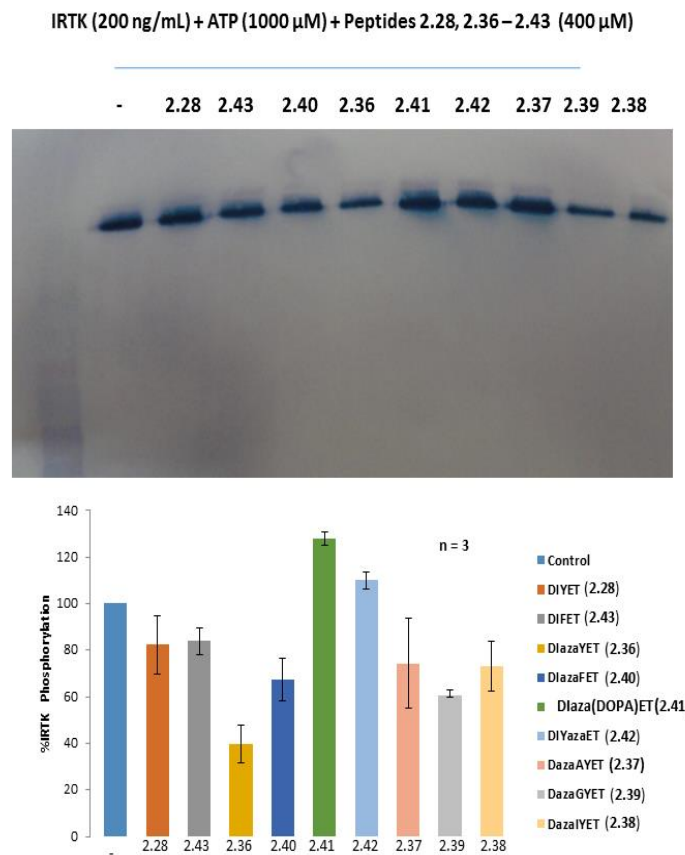 IRTK (200 ng/mL) + ATP (1000 µM) + Peptides 2.28, 2.36 – 2.43 (400 µM)
- 2.28 2.43 2.40 2.36 2.41 2.42 2.37 2.39 2.38
140
120
100
80
60
40
20
0
%IRTK Phosphorylation
n = 3
- 2.28 2.43 2.36 2.40 2.41 2.42 2.37 2.39 2.38
Control
DIYET (2.28)
DIFET (2.43)
DIazaYET (2.36)
DIazaFET (2.40)
DIaza(DOPA)ET(2.41
DIYazaET (2.42)
DazaAYET (2.37)
DazaGYET (2.39)
DazaIYET (2.38)